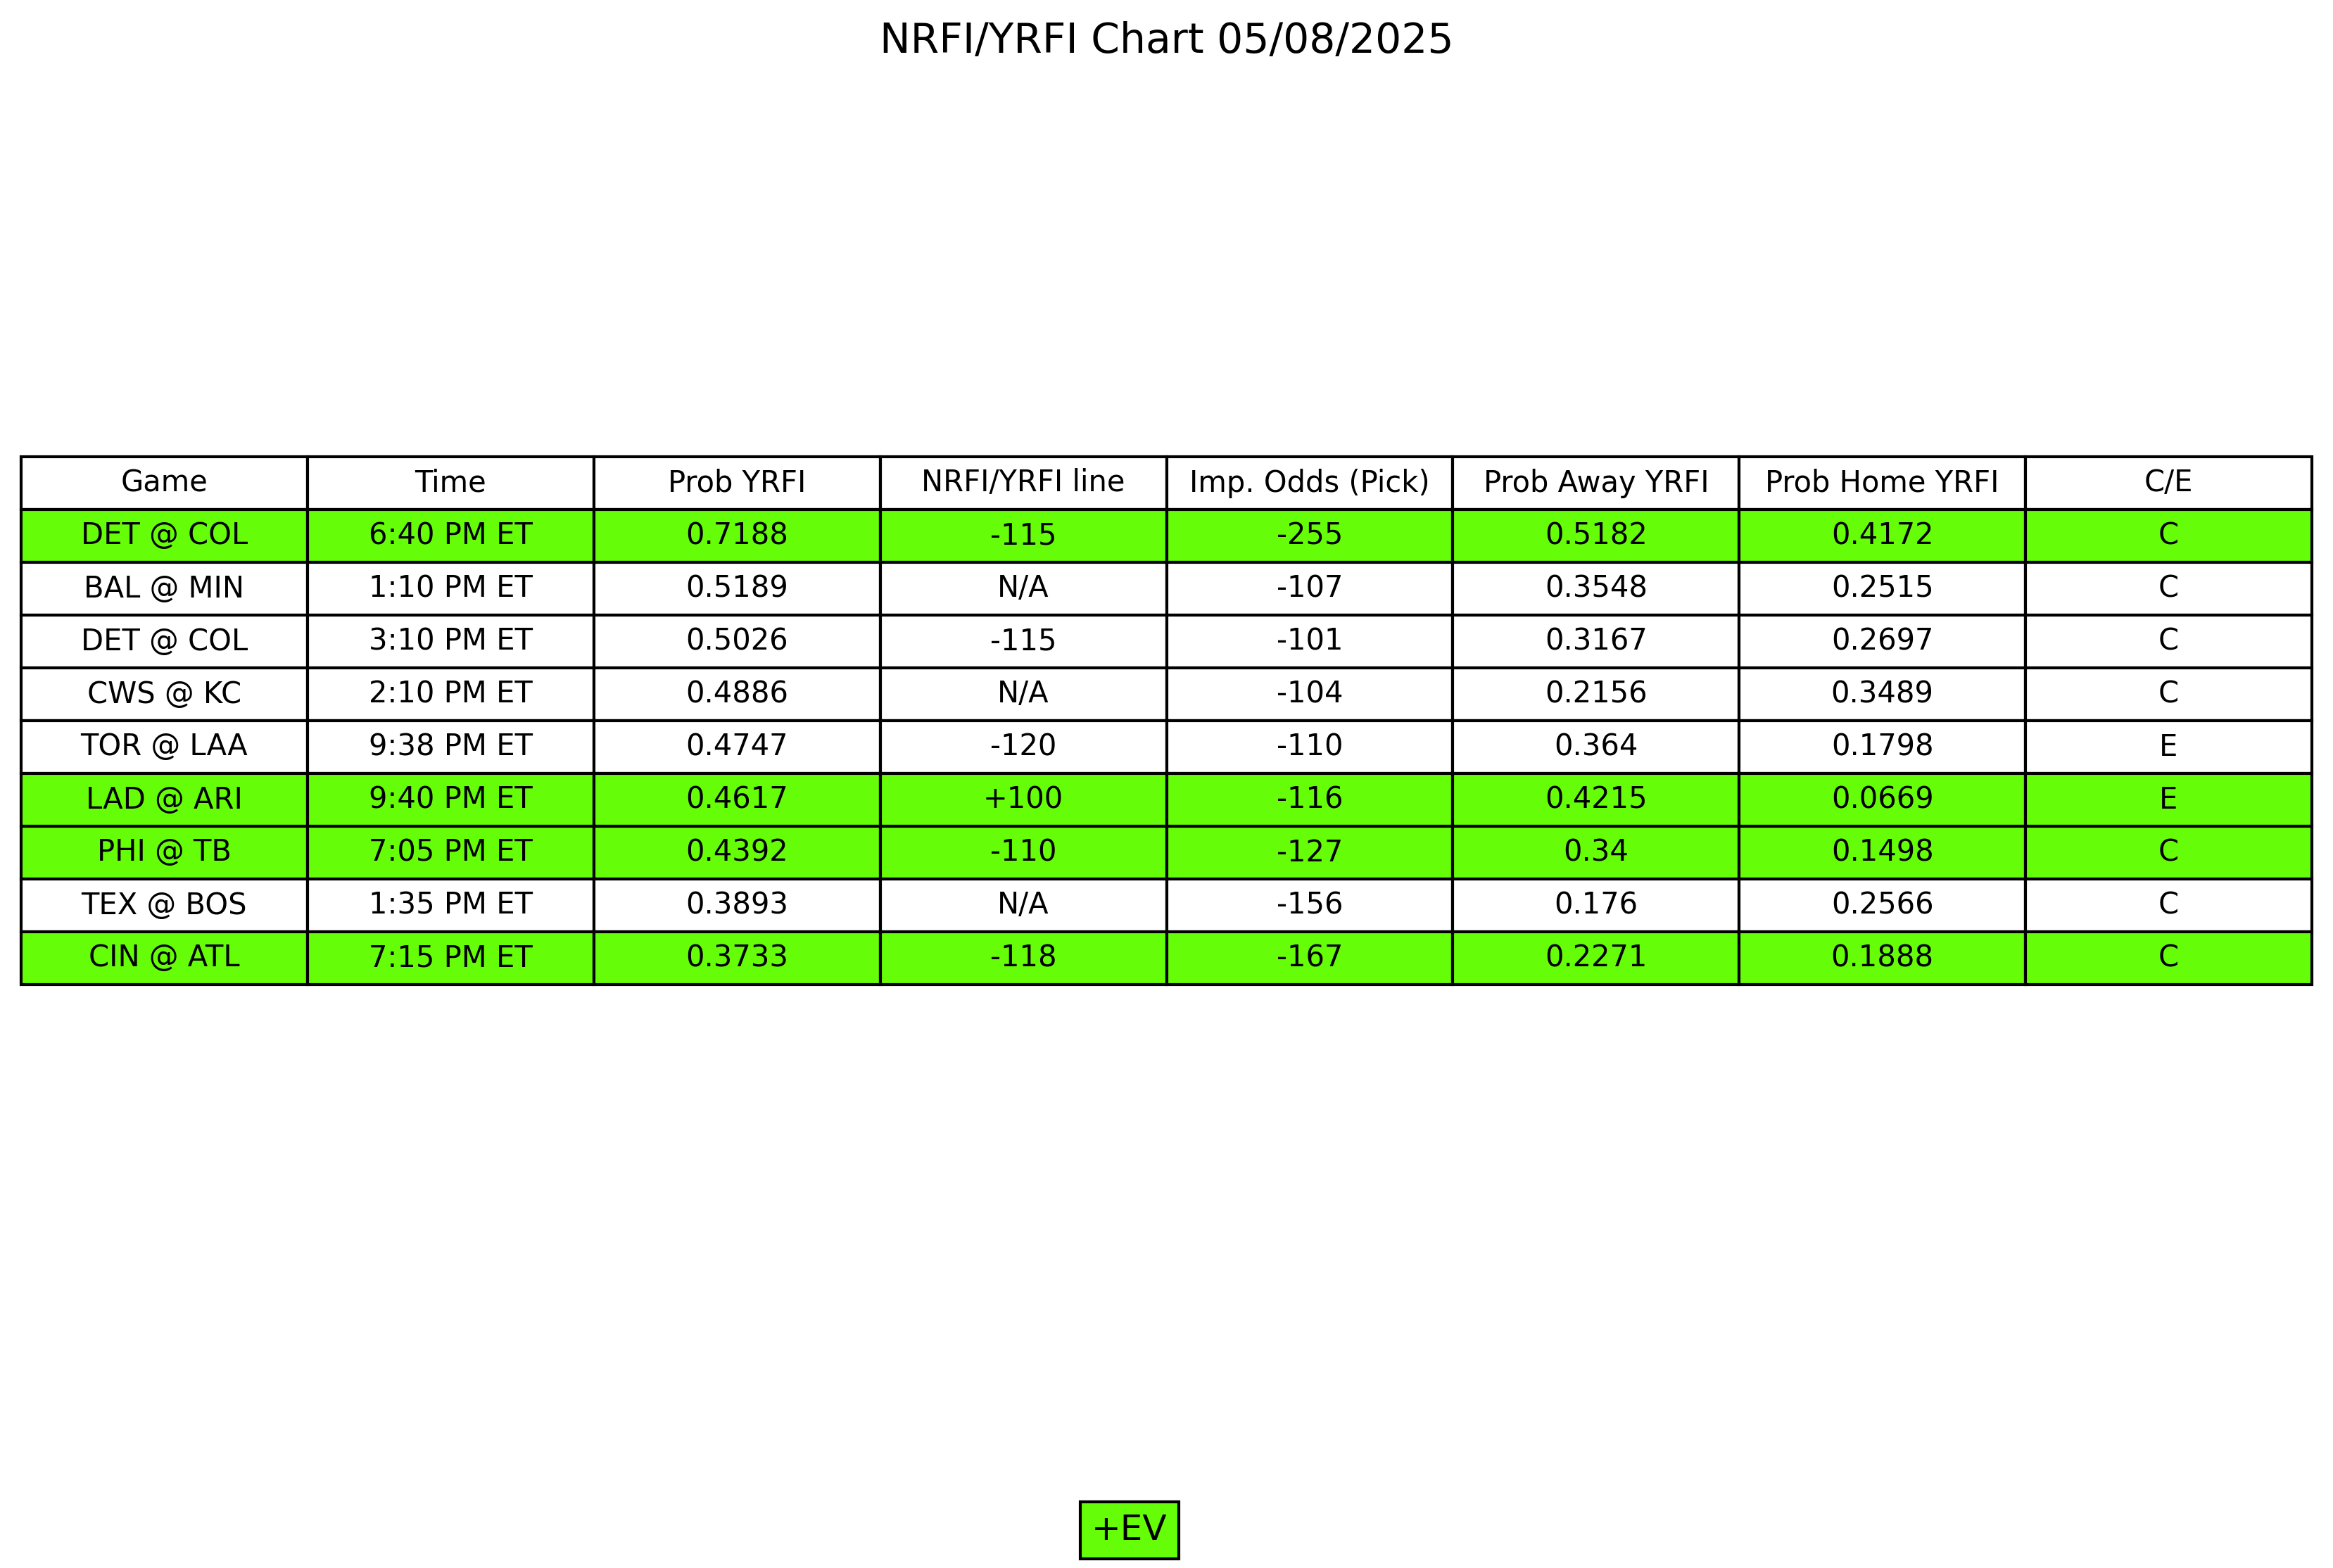 NRFI/YRFI Chart 05/08/2025
Game Time Prob YRFI NRFI/YRFI line Imp. Odds (Pick) Prob Away YRFI Prob Home YRFI C/E
DET @ COL 6:40 PM ET 0.7188 -115 -255 0.5182 0.4172 C
BAL @ MIN 1:10 PM ET 0.5189 N/A -107 0.3548 0.2515 C
DET @ COL 3:10 PM ET 0.5026 -115 -101 0.3167 0.2697 C
CWS @ KC 2:10 PM ET 0.4886 N/A -104 0.2156 0.3489 C
TOR @ LAA 9:38 PM ET 0.4747 -120 -110 0.364 0.1798 E
LAD @ ARI 9:40 PM ET 0.4617 +100 -116 0.4215 0.0669 E
PHI @ TB 7:05 PM ET 0.4392 -110 -127 0.34 0.1498 C
TEX @ BOS 1:35 PM ET 0.3893 N/A -156 0.176 0.2566 C
CIN @ ATL 7:15 PM ET 0.3733 -118 -167 0.2271 0.1888 C
+EV